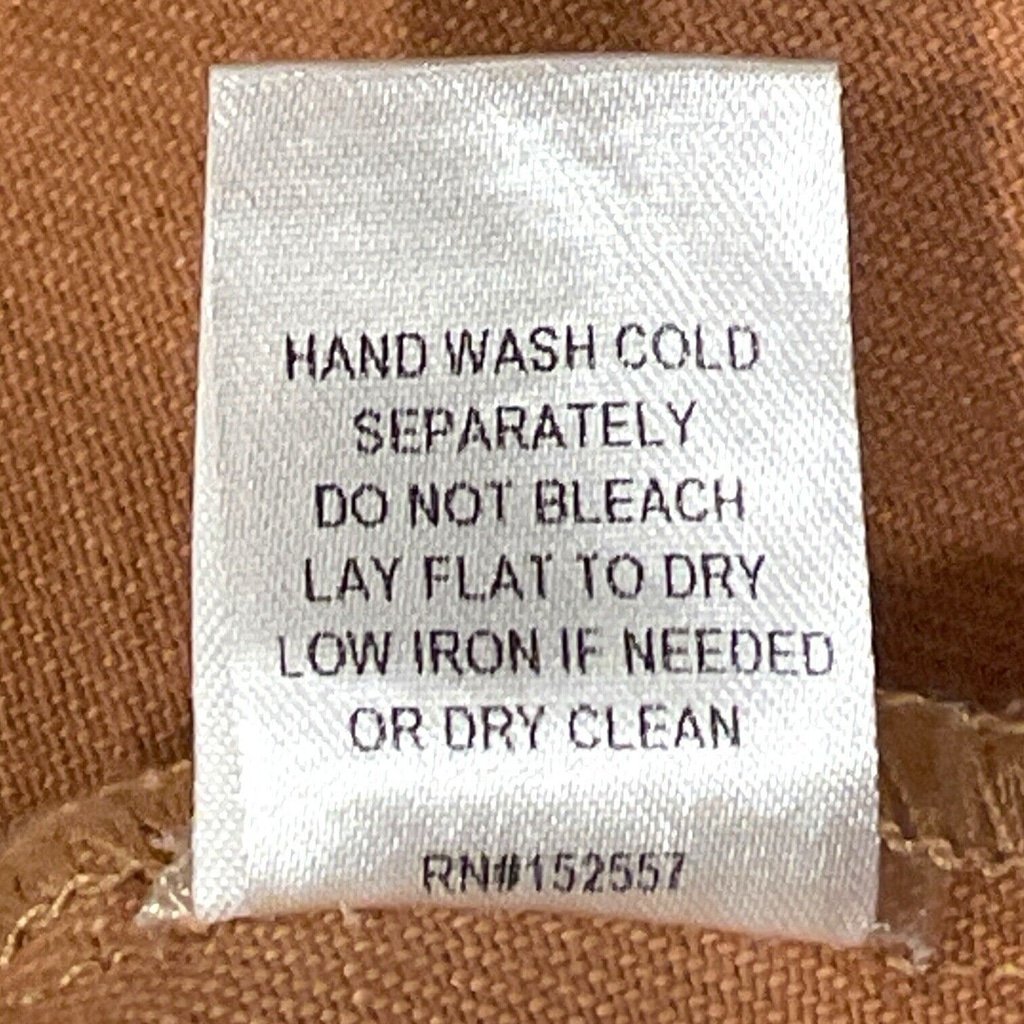 HAND WASH COLD
SEPARATELY
DO NOT BLEACH
LAY FLAT TO DRY
LOW IRON IF NEEDED
OR DRY CLEAN
RN#152557